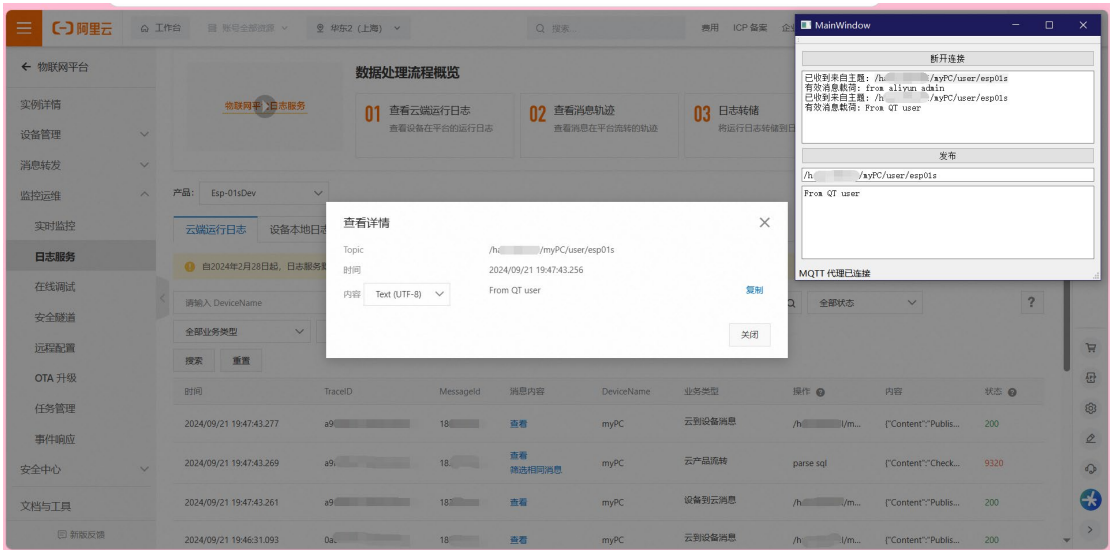 阿里云
工作台
账号全部资源
华东2 (上海)
搜索...
费用
ICP 备案
物联网平台
实例详情
设备管理
消息转发
监控运维
实时监控
日志服务
在线调试
安全隧道
远程配置
OTA 升级
任务管理
事件响应
安全中心
文档与工具
新版反馈
物联网平台日志服务
数据处理流程概览
01 查看云端运行日志
查看设备在平台的运行日志
02 查看消息轨迹
查看消息在平台流转的轨迹
03 日志转储
将运行日志转储到日
产品: Esp-01sDev
云端运行日志
设备本地日志
自2024年2月28日起，日志服务
请输入 DeviceName
全部状态
?
全部业务类型
搜索
重置
查看详情
Topic /h /myPC/user/esp01s
时间 2024/09/21 19:47:43.256
内容 Text (UTF-8) From QT user 复制
关闭
时间 TraceID MessageId 消息内容 DeviceName 业务类型 操作 内容 状态
2024/09/21 19:47:43.277 a9 18 查看 myPC 云到设备消息 /h /m... {"Content":"Publis... 200
2024/09/21 19:47:43.269 a9 18 查看 筛选相同消息 myPC 云产品流转 parse sql {"Content":"Check... 9320
2024/09/21 19:47:43.261 a9 18 查看 myPC 设备到云消息 /h /m... {"Content":"Publis... 200
2024/09/21 19:46:31.093 0a 18 查看 myPC 云到设备消息 /h /m... {"Content":"Publis... 200
MainWindow
断开连接
已收到来自主题: /h /myPC/user/esp01s
有效消息载荷: from aliyun admin
已收到来自主题: /h /myPC/user/esp01s
有效消息载荷: From QT user
发布
/h /myPC/user/esp01s
From QT user
MQTT 代理已连接